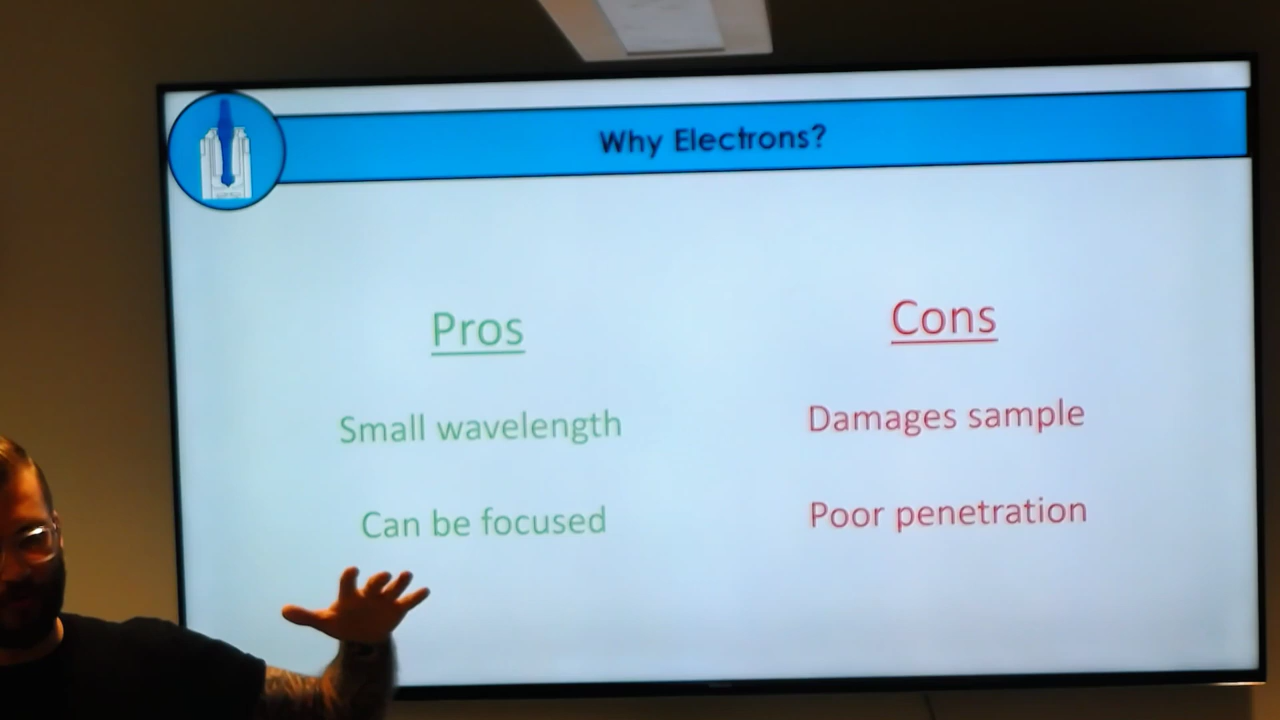 Why Electrons?
Pros
Small wavelength
Can be focused
Cons
Damages sample
Poor penetration